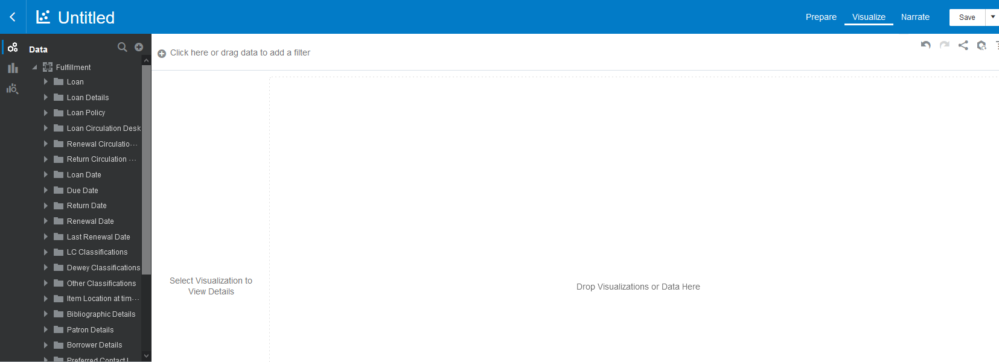 Untitled
Prepare
Visualize
Narrate
Save
Data
Click here or drag data to add a filter
Fulfillment
Loan
Loan Details
Loan Policy
Loan Circulation Desk
Renewal Circulatio...
Return Circulation ...
Loan Date
Due Date
Return Date
Renewal Date
Last Renewal Date
LC Classifications
Dewey Classifications
Other Classifications
Item Location at tim...
Bibliographic Details
Patron Details
Borrower Details
Preferred Contact
Select Visualization to
View Details
Drop Visualizations or Data Here